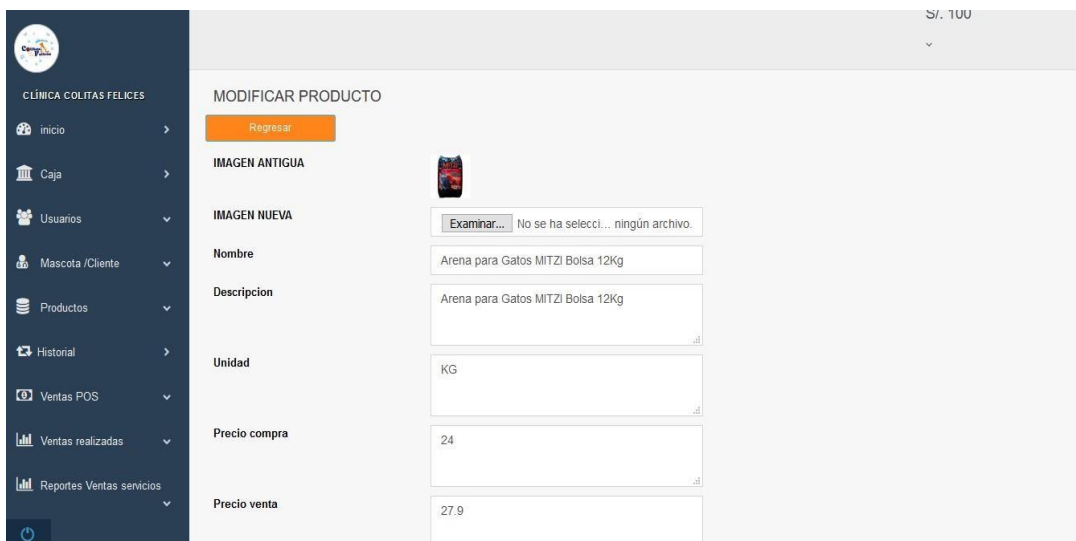 S/. 100
CLÍNICA COLITAS FELICES
inicio
Caja
Usuarios
Mascota /Cliente
Productos
Historial
Ventas POS
Ventas realizadas
Reportes Ventas servicios
MODIFICAR PRODUCTO
Regresar
IMAGEN ANTIGUA
IMAGEN NUEVA
Examinar... No se ha selecci... ningún archivo.
Nombre
Arena para Gatos MITZI Bolsa 12Kg
Descripcion
Arena para Gatos MITZI Bolsa 12Kg
Unidad
KG
Precio compra
24
Precio venta
27.9